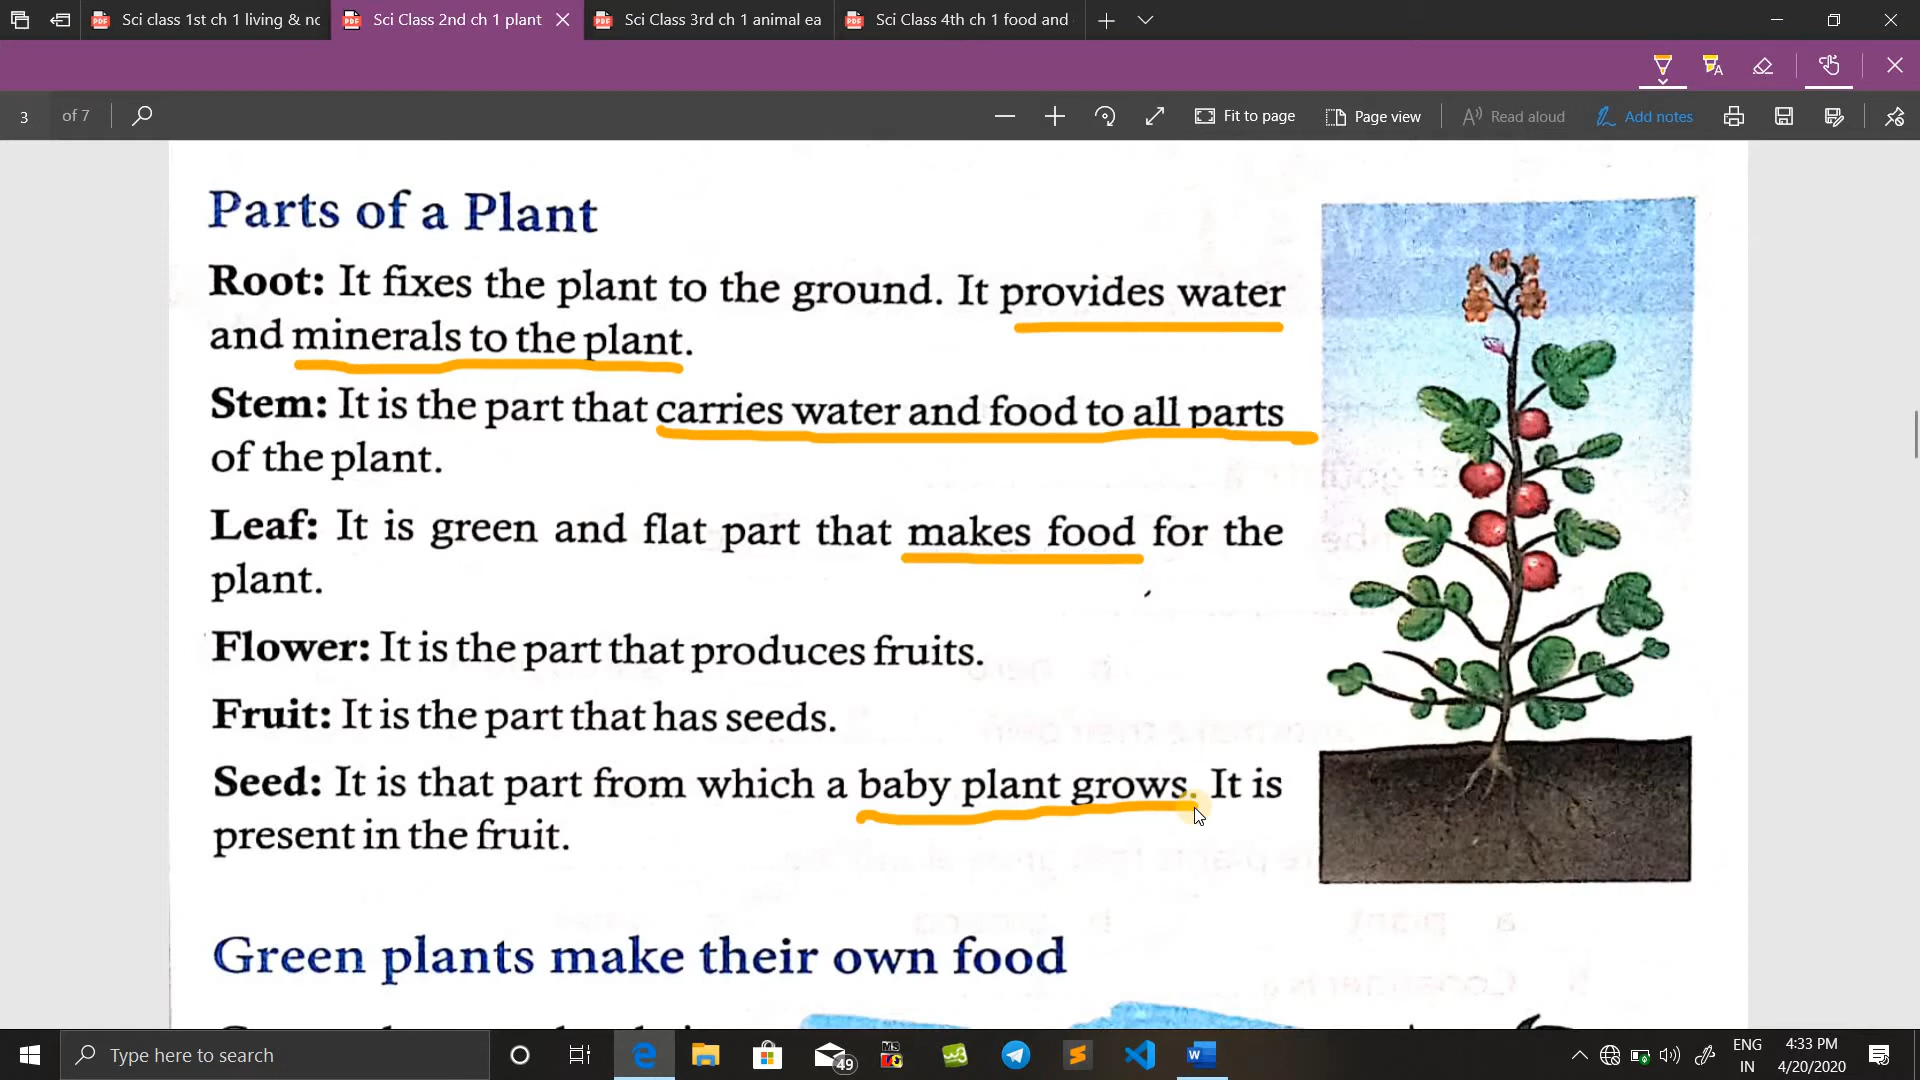 Sci class 1st ch 1 living & no
Sci Class 2nd ch 1 plant
Sci Class 3rd ch 1 animal ea
Sci Class 4th ch 1 food and
3 of 7
Fit to page
Page view
Read aloud
Add notes
Parts of a Plant
Root: It fixes the plant to the ground. It provides water
and minerals to the plant.
Stem: It is the part that carries water and food to all parts
of the plant.
Leaf: It is green and flat part that makes food for the
plant.
Flower: It is the part that produces fruits.
Fruit: It is the part that has seeds.
Seed: It is that part from which a baby plant grows. It is
present in the fruit.
Green plants make their own food
Type here to search
49
ENG
IN
4:33 PM
4/20/2020